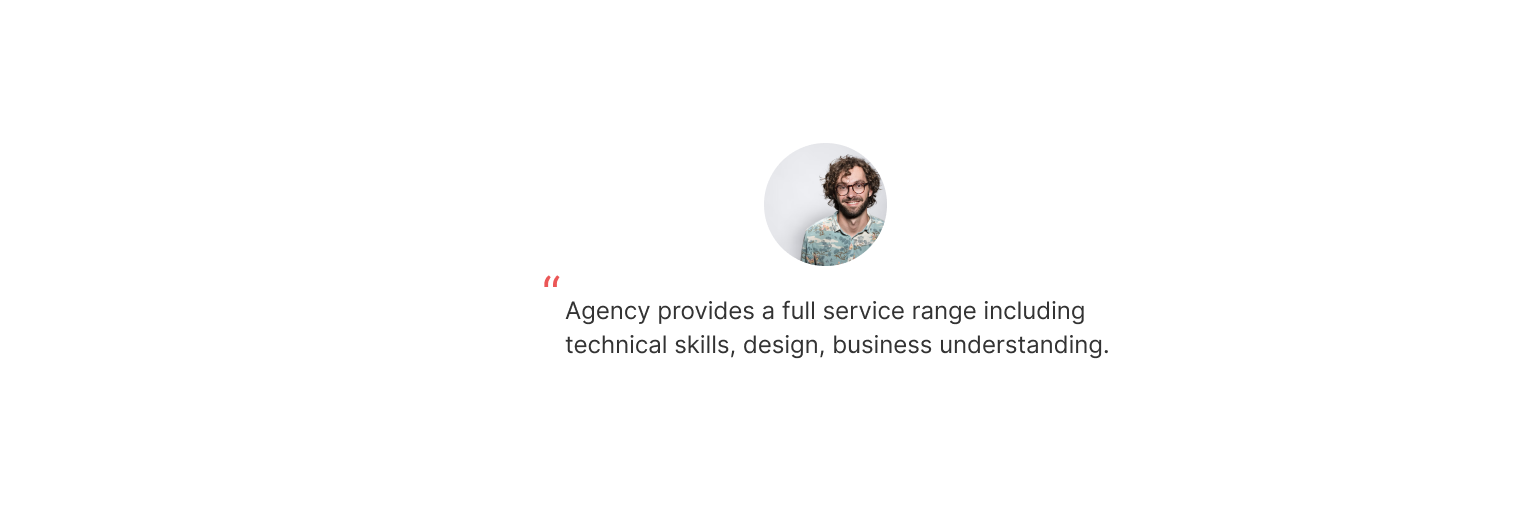 “
Agency provides a full service range including
technical skills, design, business understanding.